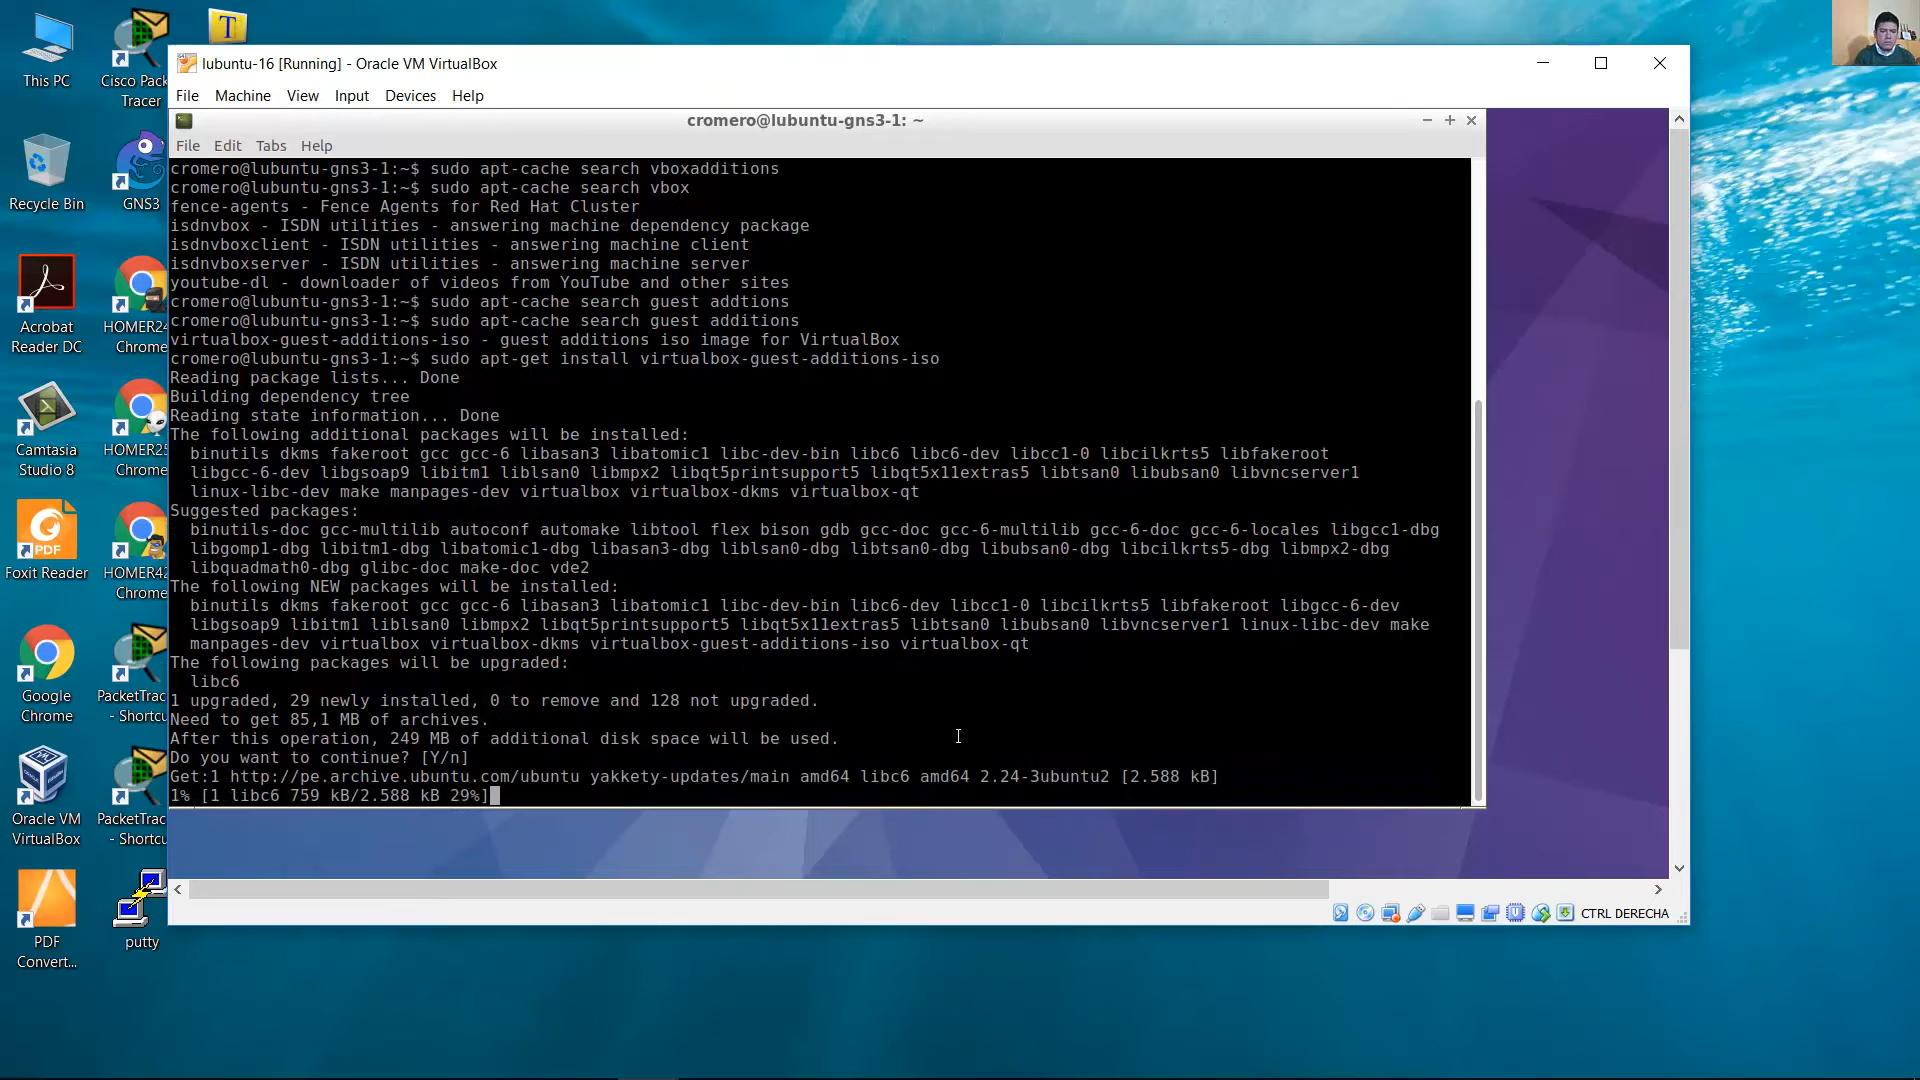 This PC
Cisco Pack
Tracer
T
Recycle Bin
GNS3
Acrobat
Reader DC
HOMER24
Chrome
Camtasia
Studio 8
HOMER25
Chrome
PDF
Foxit Reader
HOMER42
Chrome
Google
Chrome
PacketTrac
- Shortcu
Oracle VM
VirtualBox
PacketTrac
- Shortcu
PDF
Convert...
putty
lubuntu-16 [Running] - Oracle VM VirtualBox
File Machine View Input Devices Help
cromero@lubuntu-gns3-1: ~
File Edit Tabs Help
cromero@lubuntu-gns3-1:~$ sudo apt-cache search vboxadditions
cromero@lubuntu-gns3-1:~$ sudo apt-cache search vbox
fence-agents - Fence Agents for Red Hat Cluster
isdnvbox - ISDN utilities - answering machine dependency package
isdnvboxclient - ISDN utilities - answering machine client
isdnvboxserver - ISDN utilities - answering machine server
youtube-dl - downloader of videos from YouTube and other sites
cromero@lubuntu-gns3-1:~$ sudo apt-cache search guest addtions
cromero@lubuntu-gns3-1:~$ sudo apt-cache search guest additions
virtualbox-guest-additions-iso - guest additions iso image for VirtualBox
cromero@lubuntu-gns3-1:~$ sudo apt-get install virtualbox-guest-additions-iso
Reading package lists... Done
Building dependency tree
Reading state information... Done
The following additional packages will be installed:
binutils dkms fakeroot gcc gcc-6 libasan3 libatomic1 libc-dev-bin libc6 libc6-dev libcc1-0 libcilkrts5 libfakeroot
libgcc-6-dev libgsoap9 libitm1 liblsan0 libmpx2 libqt5printsupport5 libqt5x11extras5 libtsan0 libubsan0 libvncserver1
linux-libc-dev make manpages-dev virtualbox virtualbox-dkms virtualbox-qt
Suggested packages:
binutils-doc gcc-multilib autoconf automake libtool flex bison gdb gcc-doc gcc-6-multilib gcc-6-doc gcc-6-locales libgcc1-dbg
libgomp1-dbg libitm1-dbg libatomic1-dbg libasan3-dbg liblsan0-dbg libtsan0-dbg libubsan0-dbg libcilkrts5-dbg libmpx2-dbg
libquadmath0-dbg glibc-doc make-doc vde2
The following NEW packages will be installed:
binutils dkms fakeroot gcc gcc-6 libasan3 libatomic1 libc-dev-bin libc6-dev libcc1-0 libcilkrts5 libfakeroot libgcc-6-dev
libgsoap9 libitm1 liblsan0 libmpx2 libqt5printsupport5 libqt5x11extras5 libtsan0 libubsan0 libvncserver1 linux-libc-dev make
manpages-dev virtualbox virtualbox-dkms virtualbox-guest-additions-iso virtualbox-qt
The following packages will be upgraded:
libc6
1 upgraded, 29 newly installed, 0 to remove and 128 not upgraded.
Need to get 85,1 MB of archives.
After this operation, 249 MB of additional disk space will be used.
Do you want to continue? [Y/n]
Get:1 http://pe.archive.ubuntu.com/ubuntu yakkety-updates/main amd64 libc6 amd64 2.24-3ubuntu2 [2.588 kB]
1% [1 libc6 759 kB/2.588 kB 29%]
CTRL DERECHA